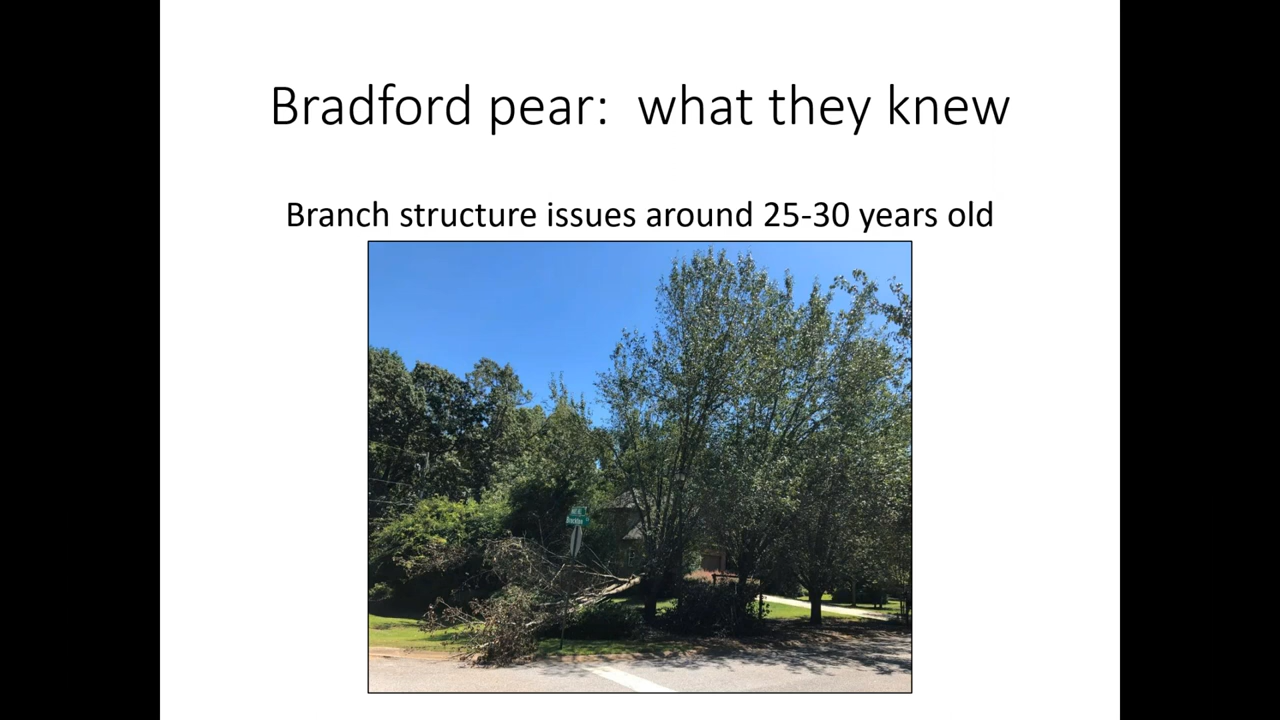 Bradford pear:  what they knew
Branch structure issues around 25-30 years old